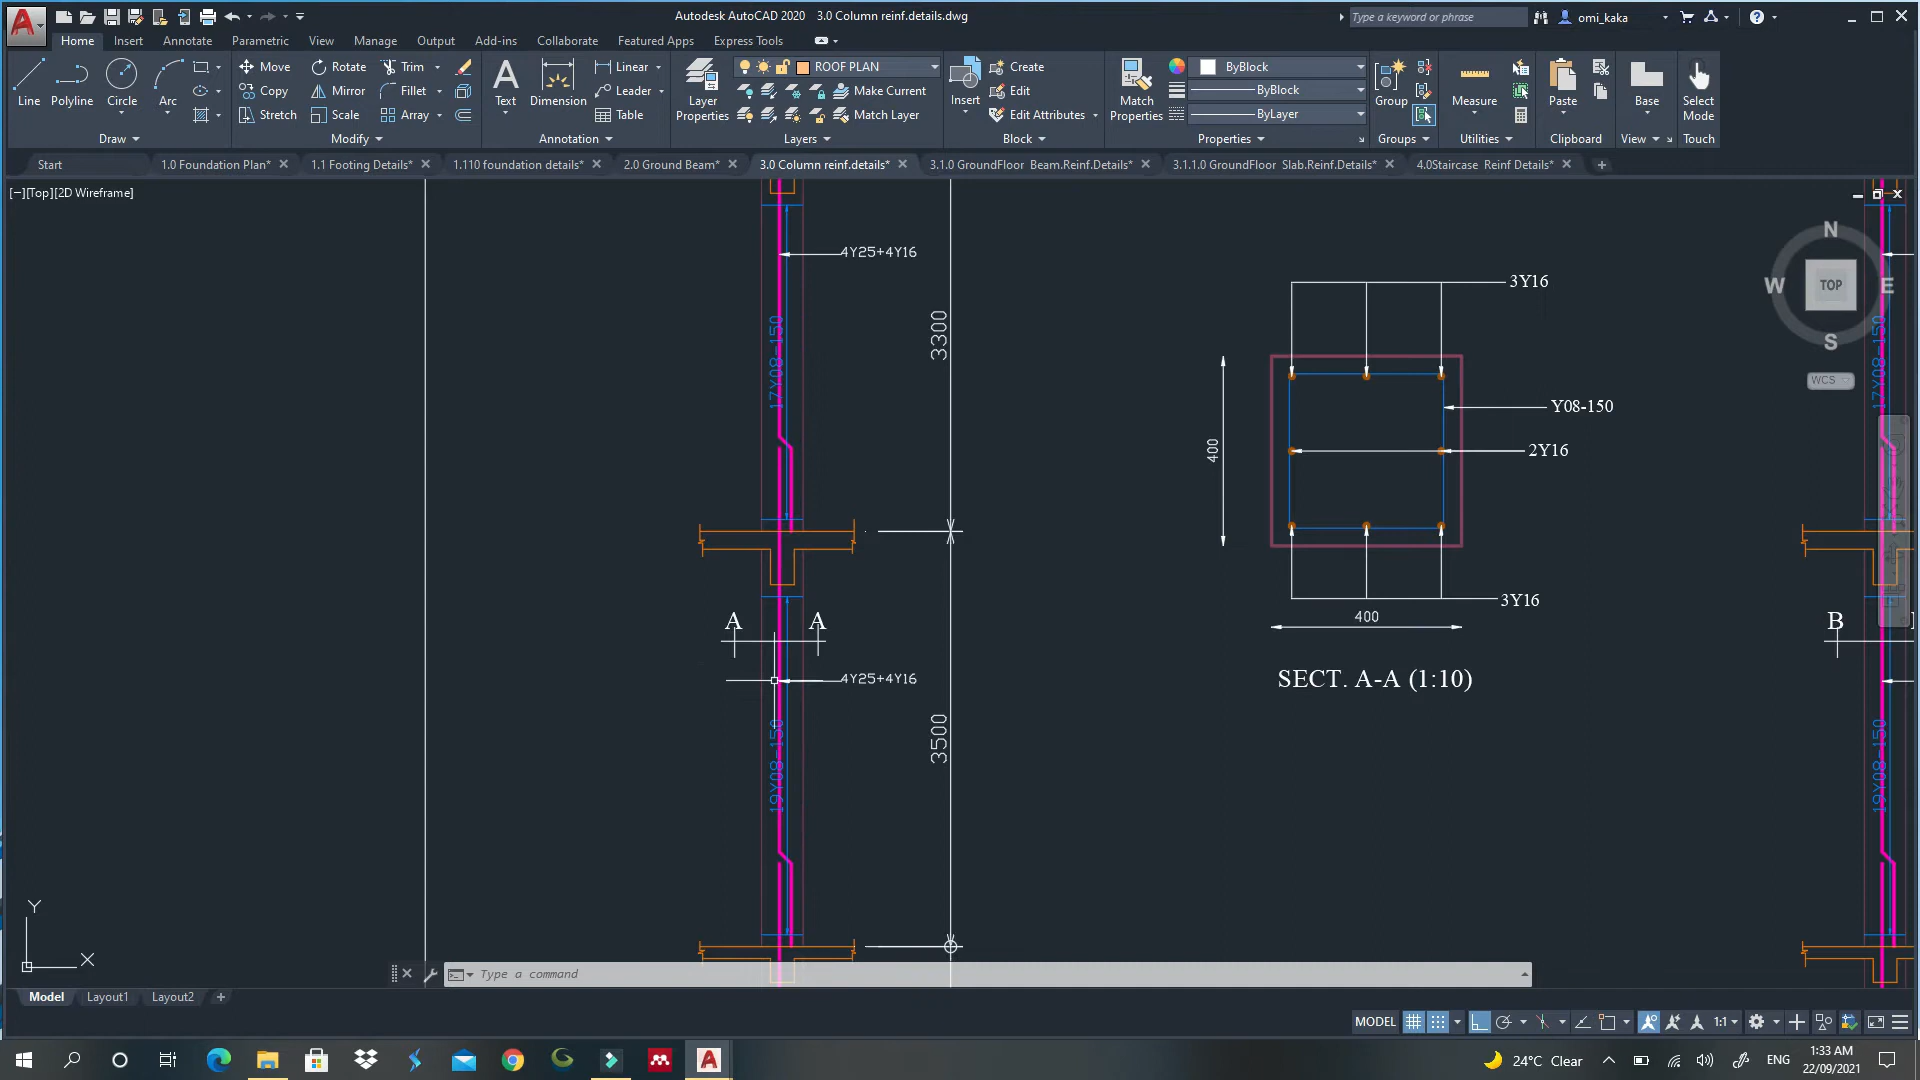 Autodesk AutoCAD 2020 3.0 Column reinf.details.dwg
Type a keyword or phrase
omi_kaka
Home Insert Annotate Parametric View Manage Output Add-ins Collaborate Featured Apps Express Tools
Line Polyline Circle Arc
Move Rotate Trim
Copy Mirror Fillet
Stretch Scale Array
Text Dimension
Linear
Leader
Table
Layer Properties
ROOF PLAN
Make Current
Match Layer
Insert
Create
Edit
Edit Attributes
Match Properties
ByBlock
ByBlock
ByLayer
Group
Measure
Paste
Base
Select Mode
Draw Modify Annotation Layers Block Properties Groups Utilities Clipboard View Touch
Start 1.0 Foundation Plan* 1.1 Footing Details* 1.110 foundation details* 2.0 Ground Beam* 3.0 Column reinf.details* 3.1.0 GroundFloor Beam.Reinf.Details* 3.1.1.0 GroundFloor Slab.Reinf.Details* 4.0Staircase Reinf Details*
[−][Top][2D Wireframe]
N
W TOP E
S
WCS
4Y25+4Y16
3300
17Y08-150
17Y08-150
3Y16
Y08-150
2Y16
400
3Y16
400
SECT. A-A (1:10)
A A
B
4Y25+4Y16
3500
19Y08-150
19Y08-150
Y
X
Type a command
Model Layout1 Layout2 +
MODEL
1:1
24°C Clear
ENG
1:33 AM
22/09/2021